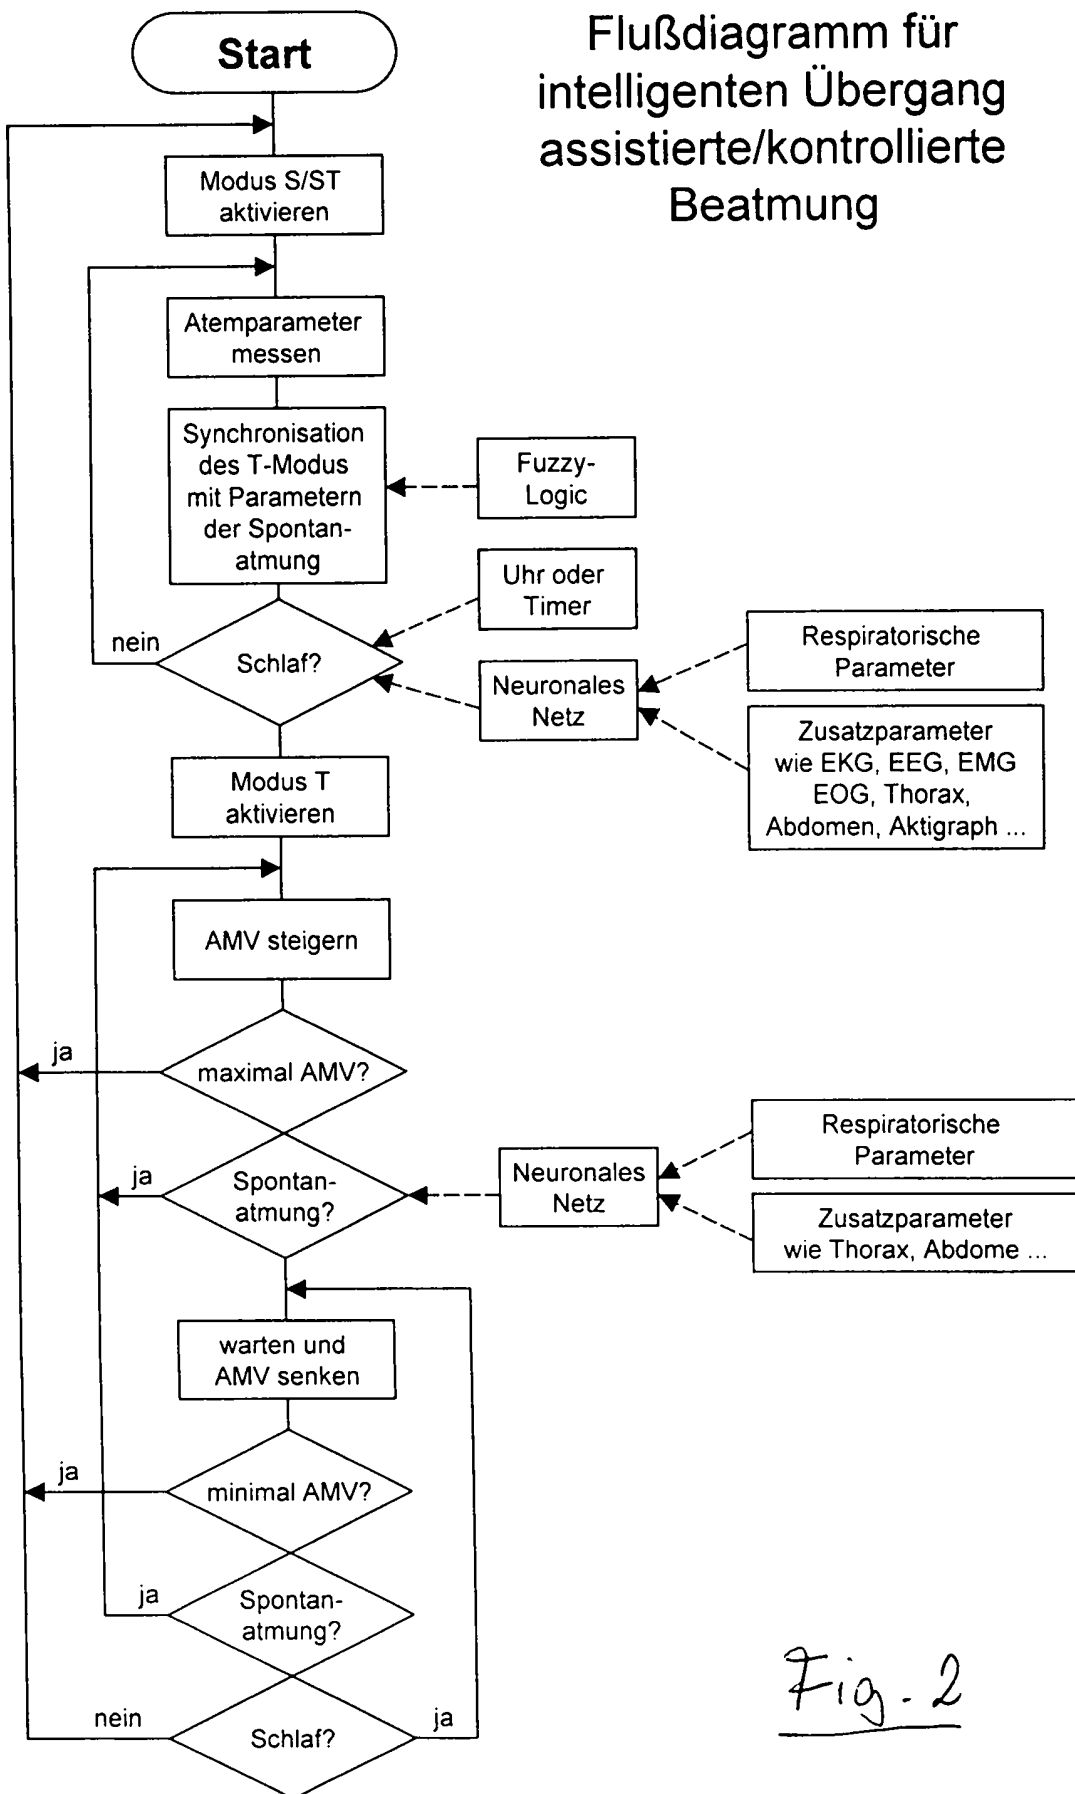 Start
Flußdiagramm für
intelligenten Übergang
assistierte/kontrollierte
Beatmung
Modus S/ST
aktivieren
Atemparameter
messen
Synchronisation
des T-Modus
mit Parametern
der Spontan-
atmung
Fuzzy-
Logic
Uhr oder
Timer
nein
Schlaf?
Neuronales
Netz
Respiratorische
Parameter
Zusatzparameter
wie EKG, EEG, EMG
EOG, Thorax,
Abdomen, Aktigraph ...
Modus T
aktivieren
AMV steigern
ja
maximal AMV?
ja
Spontan-
atmung?
Neuronales
Netz
Respiratorische
Parameter
Zusatzparameter
wie Thorax, Abdome ...
warten und
AMV senken
ja
minimal AMV?
ja
Spontan-
atmung?
nein
Schlaf?
ja
Fig. 2